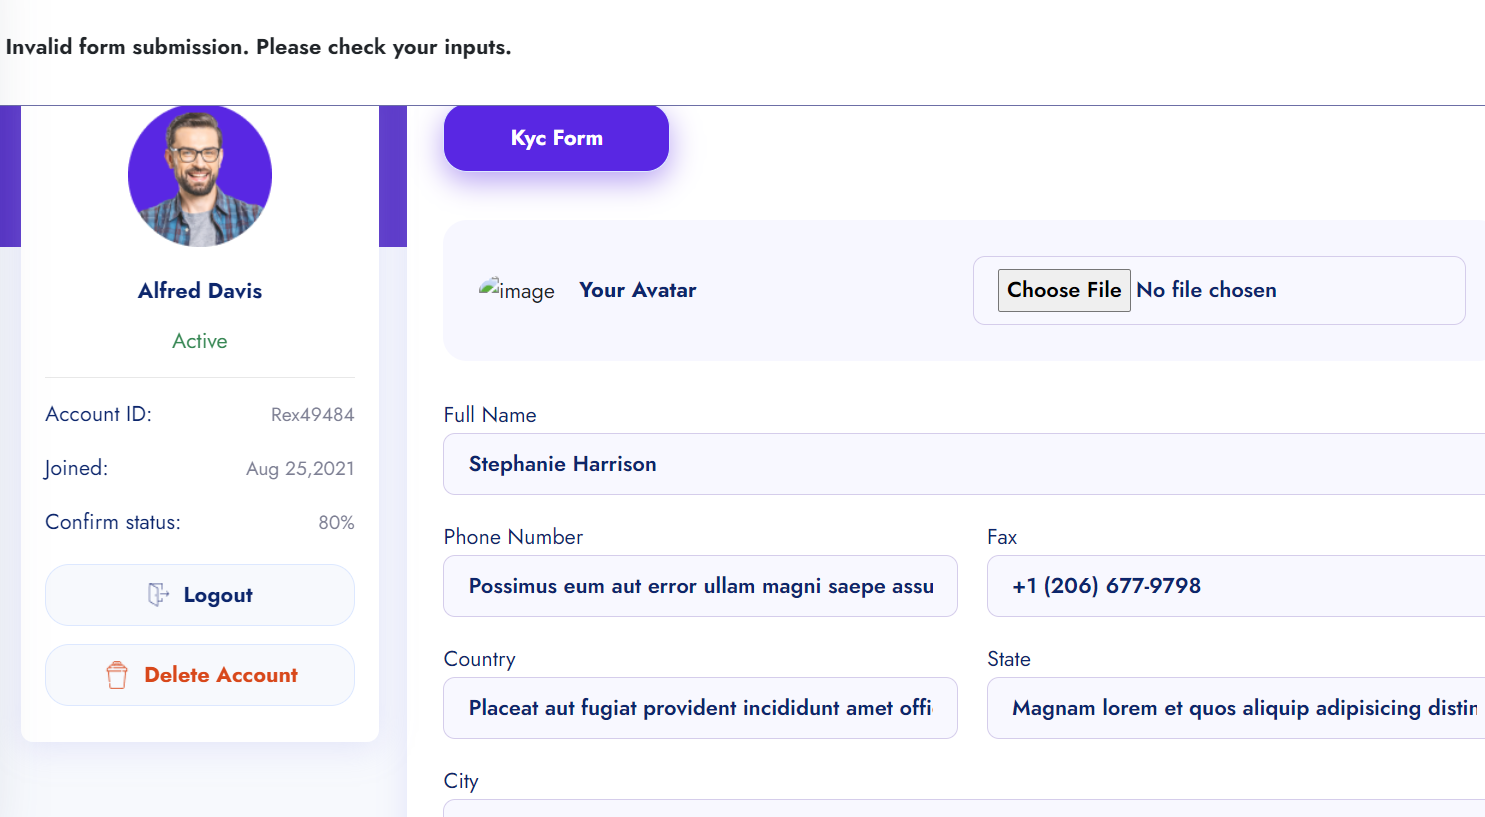 Invalid form submission. Please check your inputs.
Kyc Form
image
Your Avatar
Choose File No file chosen
Alfred Davis
Active
Account ID: Rex49484
Joined: Aug 25,2021
Confirm status: 80%
Logout
Delete Account
Full Name
Stephanie Harrison
Phone Number
Possimus eum aut error ullam magni saepe assu
Fax
+1 (206) 677-9798
Country
Placeat aut fugiat provident incididunt amet offi
State
Magnam lorem et quos aliquip adipisicing distin
City